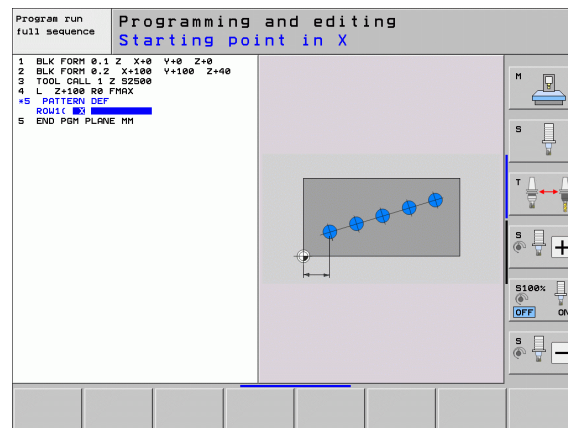 Program run
full sequence
Programming and editing
Starting point in X
1 BLK FORM 0.1 Z X+0 Y+0 Z+0
2 BLK FORM 0.2 X+100 Y+100 Z+40
3 TOOL CALL 1 Z S2500
4 L Z+100 R0 FMAX
*5 PATTERN DEF
ROW1( X
5 END PGM PLANE MM
M
S
T
S
+
S100%
OFF ON
S
−